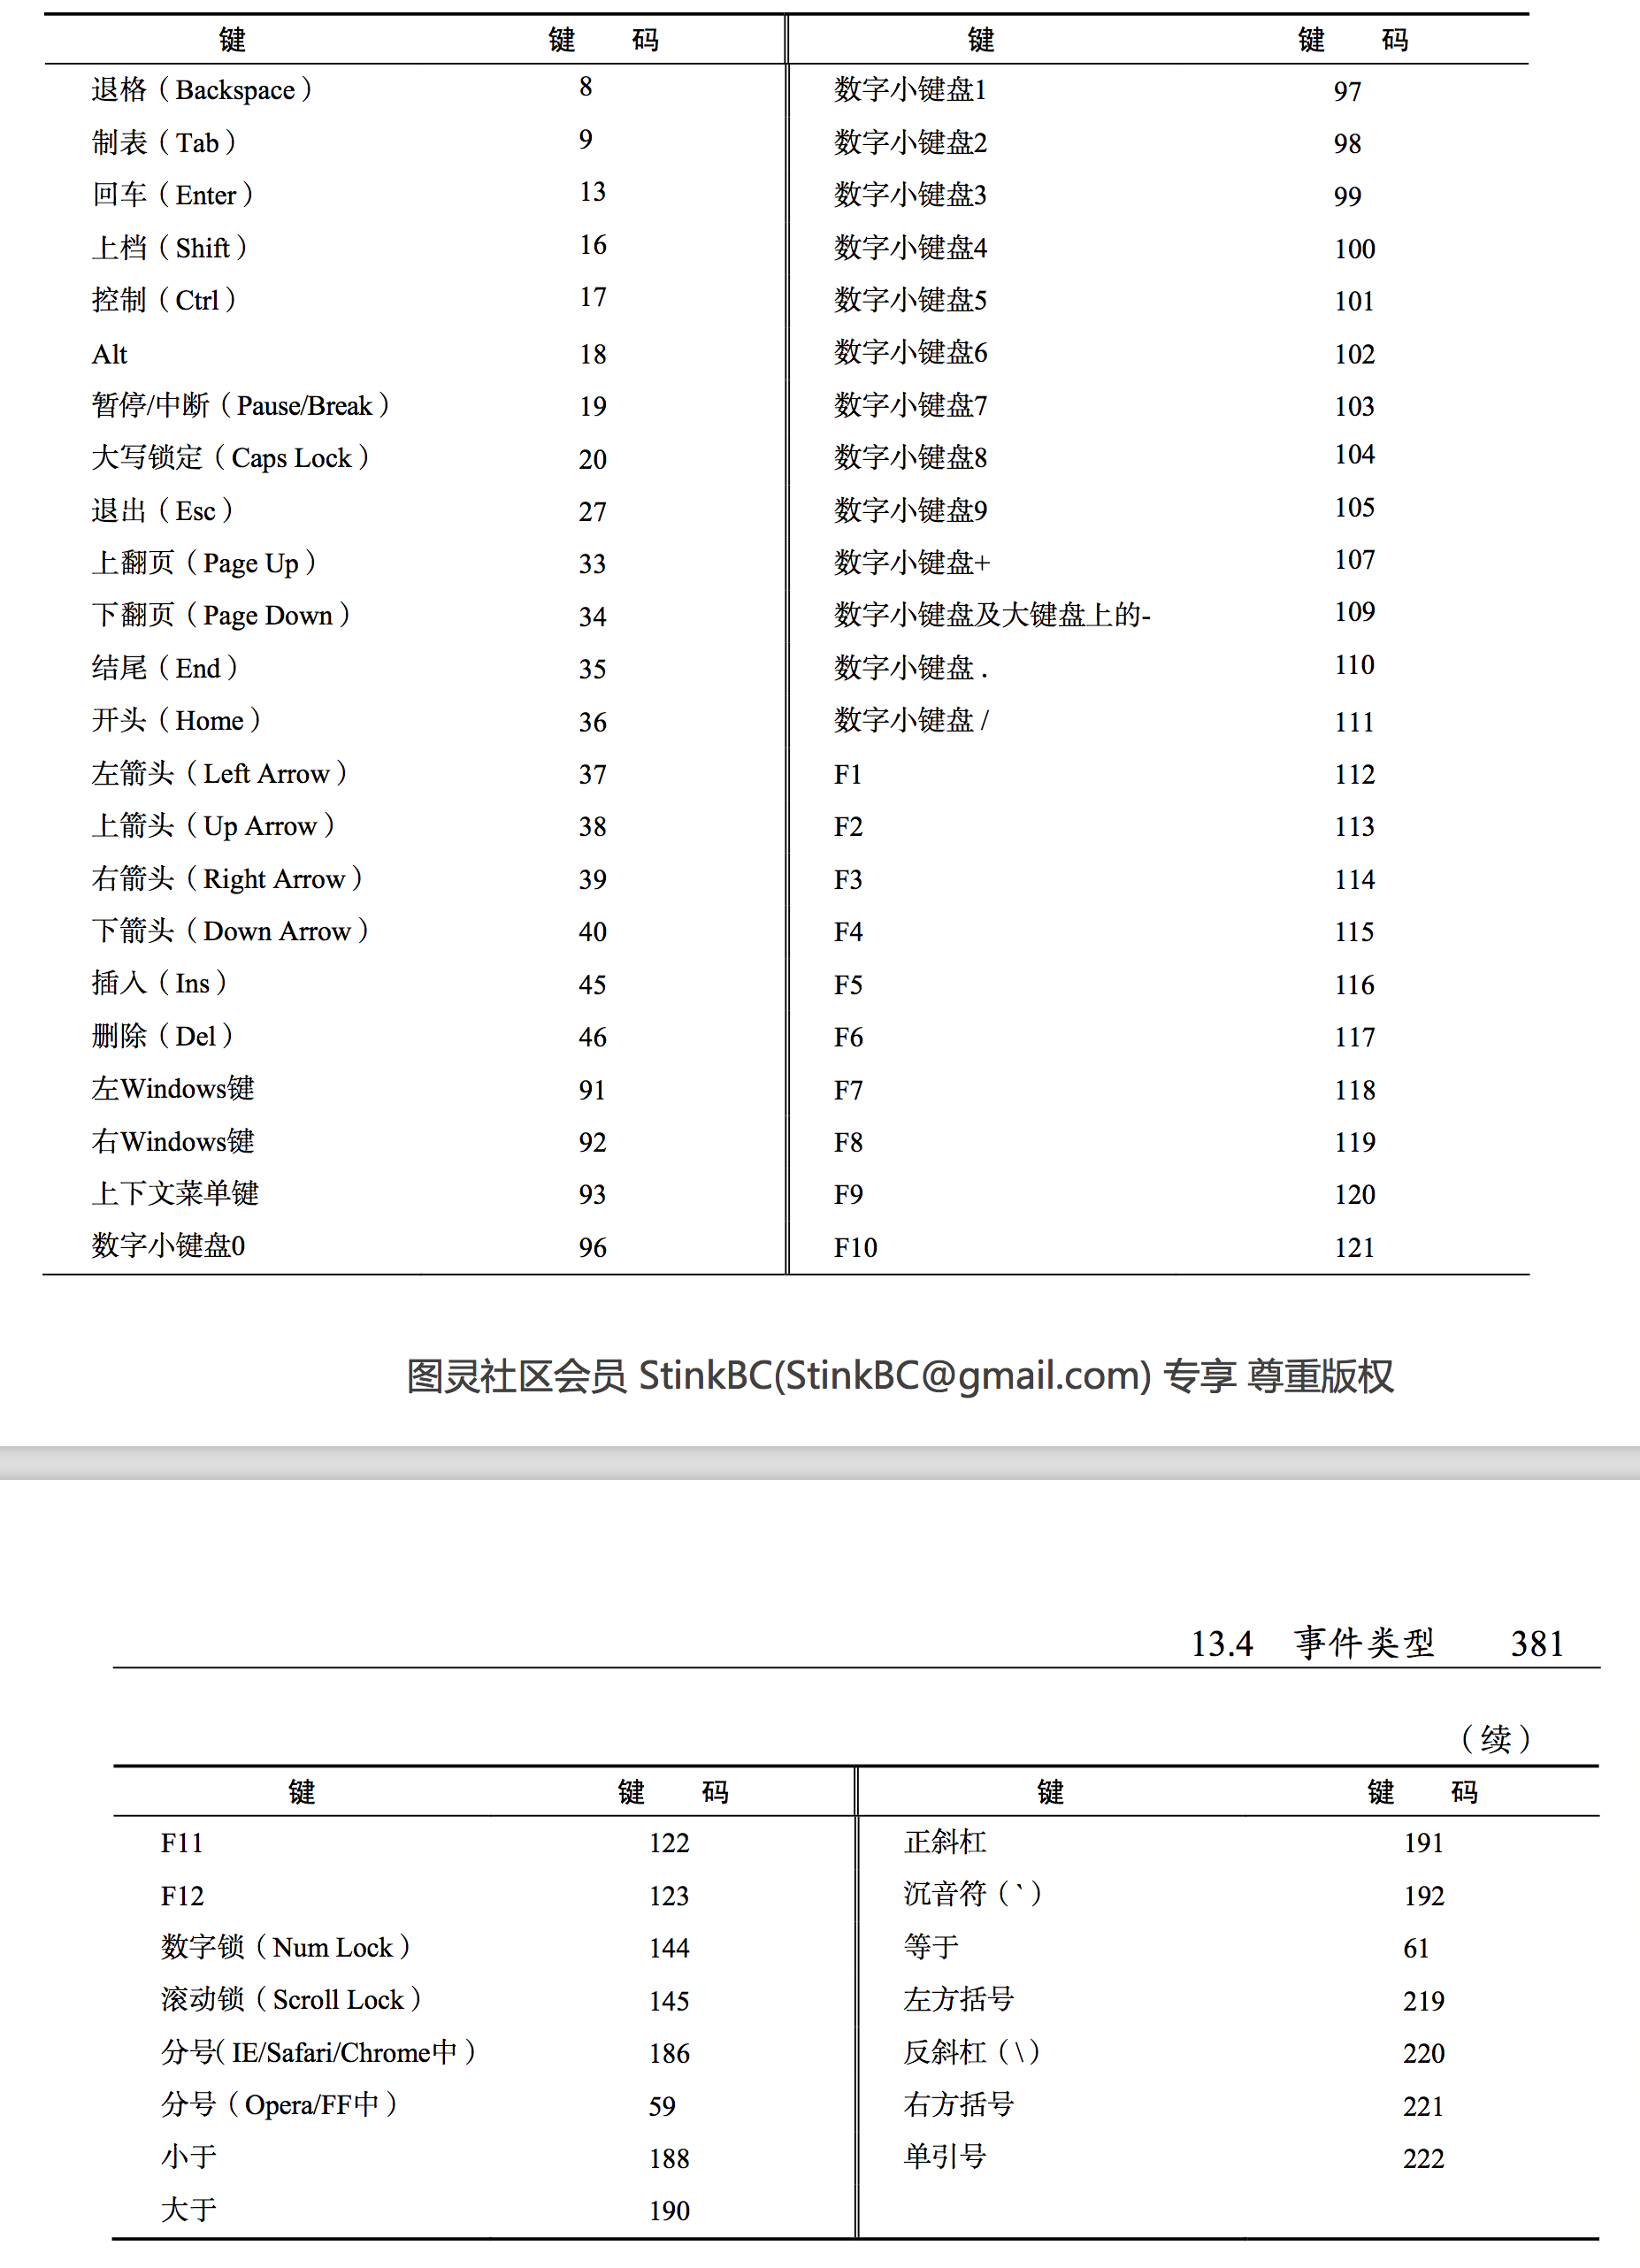 键 键 码 键 键 码
退格（Backspace） 8 数字小键盘1 97
制表（Tab） 9 数字小键盘2 98
回车（Enter） 13 数字小键盘3 99
上档（Shift） 16 数字小键盘4 100
控制（Ctrl） 17 数字小键盘5 101
Alt 18 数字小键盘6 102
暂停/中断（Pause/Break） 19 数字小键盘7 103
大写锁定（Caps Lock） 20 数字小键盘8 104
退出（Esc） 27 数字小键盘9 105
上翻页（Page Up） 33 数字小键盘+ 107
下翻页（Page Down） 34 数字小键盘及大键盘上的- 109
结尾（End） 35 数字小键盘 . 110
开头（Home） 36 数字小键盘 / 111
左箭头（Left Arrow） 37 F1 112
上箭头（Up Arrow） 38 F2 113
右箭头（Right Arrow） 39 F3 114
下箭头（Down Arrow） 40 F4 115
插入（Ins） 45 F5 116
删除（Del） 46 F6 117
左Windows键 91 F7 118
右Windows键 92 F8 119
上下文菜单键 93 F9 120
数字小键盘0 96 F10 121
图灵社区会员 StinkBC(StinkBC@gmail.com) 专享 尊重版权
13.4 事件类型 381
（续）
键 键 码 键 键 码
F11 122 正斜杠 191
F12 123 沉音符（`） 192
数字锁（Num Lock） 144 等于 61
滚动锁（Scroll Lock） 145 左方括号 219
分号（IE/Safari/Chrome中） 186 反斜杠（\） 220
分号（Opera/FF中） 59 右方括号 221
小于 188 单引号 222
大于 190